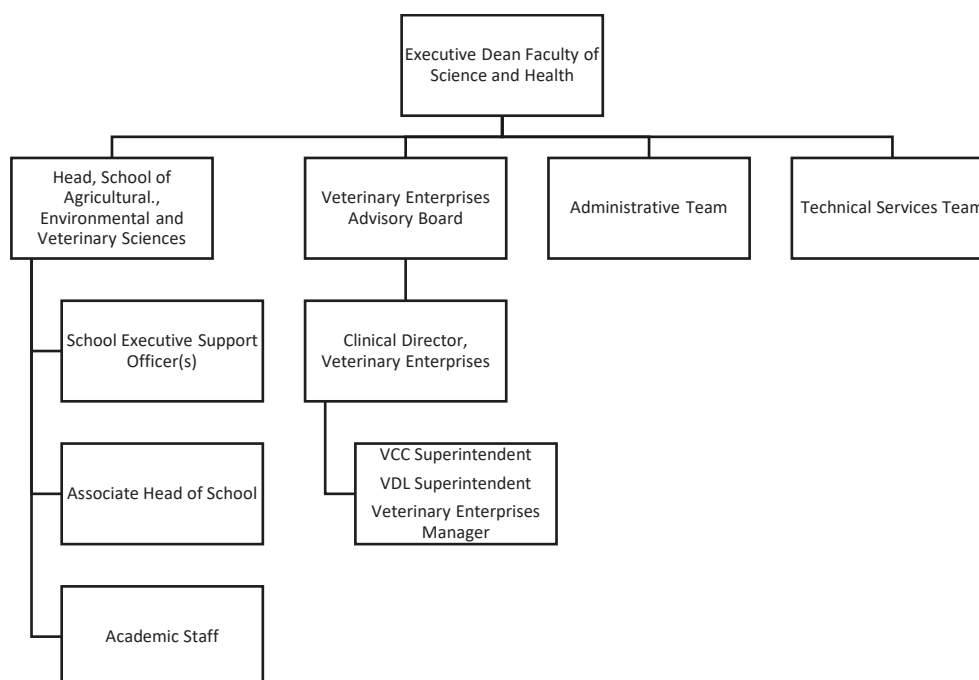 Executive Dean Faculty of
Science and Health
Head, School of
Agricultural.,
Environmental and
Veterinary Sciences
Veterinary Enterprises
Advisory Board
Administrative Team
Technical Services Team
School Executive Support
Officer(s)
Clinical Director,
Veterinary Enterprises
Associate Head of School
VCC Superintendent
VDL Superintendent
Veterinary Enterprises
Manager
Academic Staff